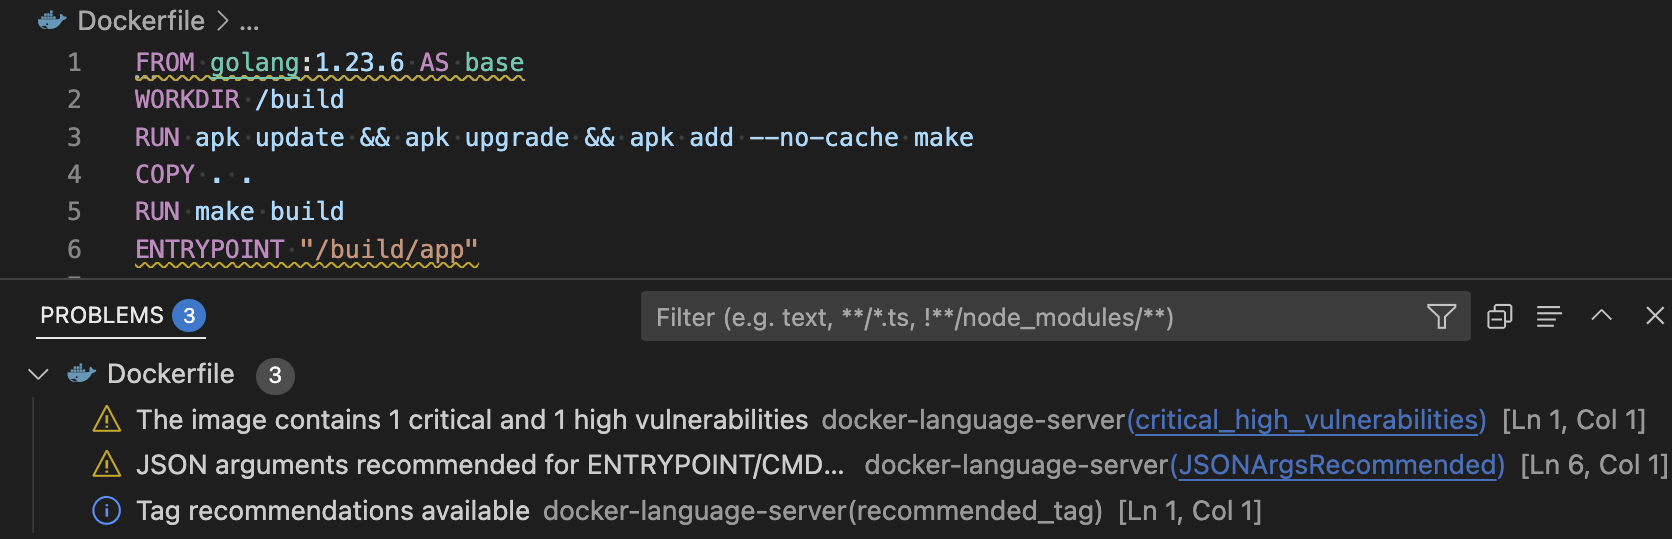 Dockerfile > ...
1 FROM golang:1.23.6 AS base
2 WORKDIR /build
3 RUN apk update && apk upgrade && apk add --no-cache make
4 COPY . .
5 RUN make build
6 ENTRYPOINT "/build/app"
PROBLEMS 3
Filter (e.g. text, **/*.ts, !**/node_modules/**)
Dockerfile 3
The image contains 1 critical and 1 high vulnerabilities docker-language-server(critical_high_vulnerabilities) [Ln 1, Col 1]
JSON arguments recommended for ENTRYPOINT/CMD... docker-language-server(JSONArgsRecommended) [Ln 6, Col 1]
Tag recommendations available docker-language-server(recommended_tag) [Ln 1, Col 1]